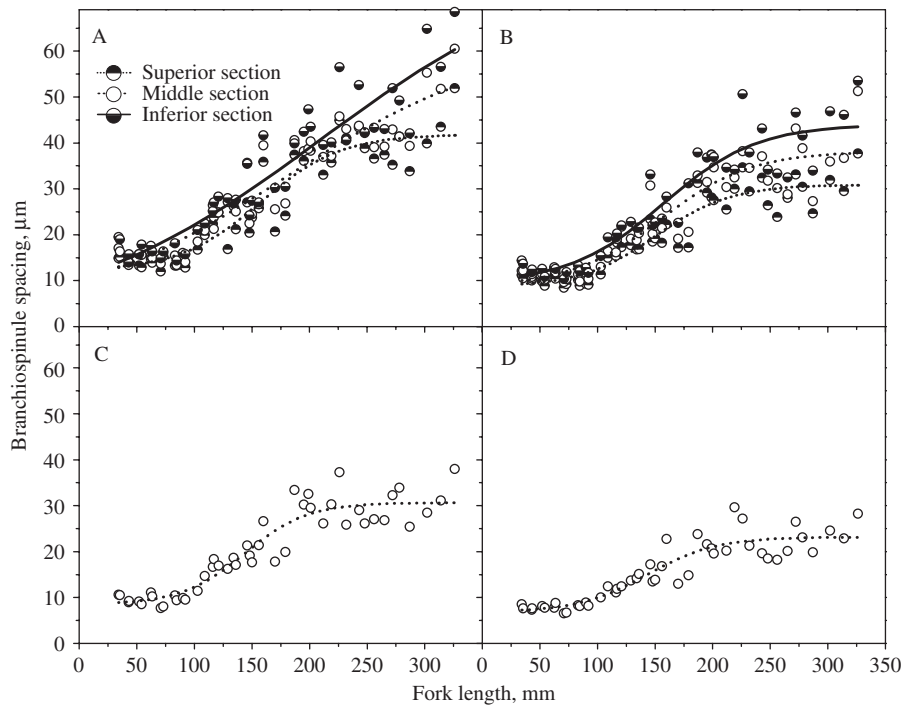 A
B
Superior section
Middle section
Inferior section
60
50
40
30
20
10
0
C
D
60
50
40
30
20
10
0
Branchiospinule spacing, µm
0 50 100 150 200 250 300 0 50 100 150 200 250 300 350
Fork length, mm